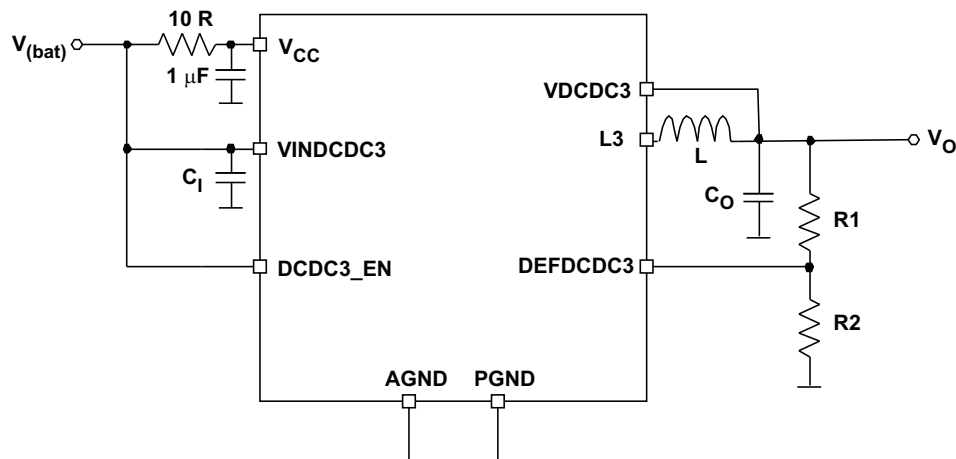 10 R
V(bat)
VCC
1 μF
VDCDC3
L3
VO
VINDCDC3
L
CI
CO
R1
DCDC3_EN
DEFDCDC3
R2
AGND
PGND